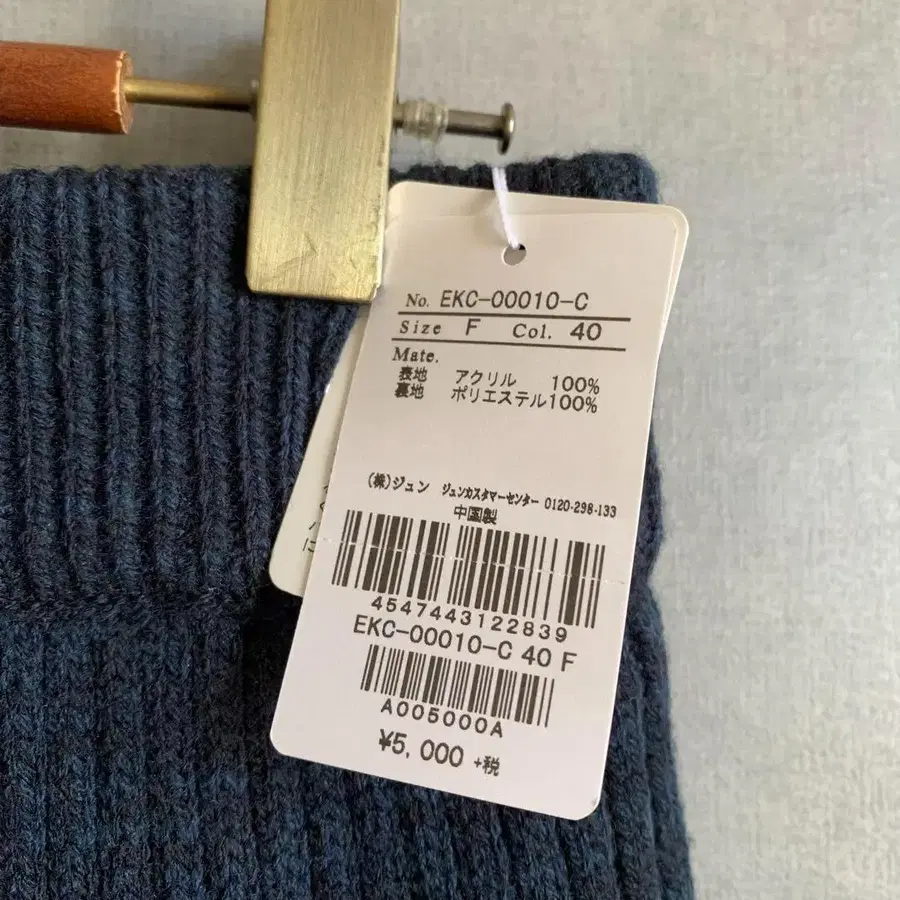 No. EKC-00010-C
Size F Col. 40
Mate.
表地 アクリル 100%
裏地 ポリエステル100%
(株)ジュン ジュンカスタマーセンター 0120-298-133
中国製
4547443122839
EKC-00010-C 40 F
A005000A
¥5,000 +税
に